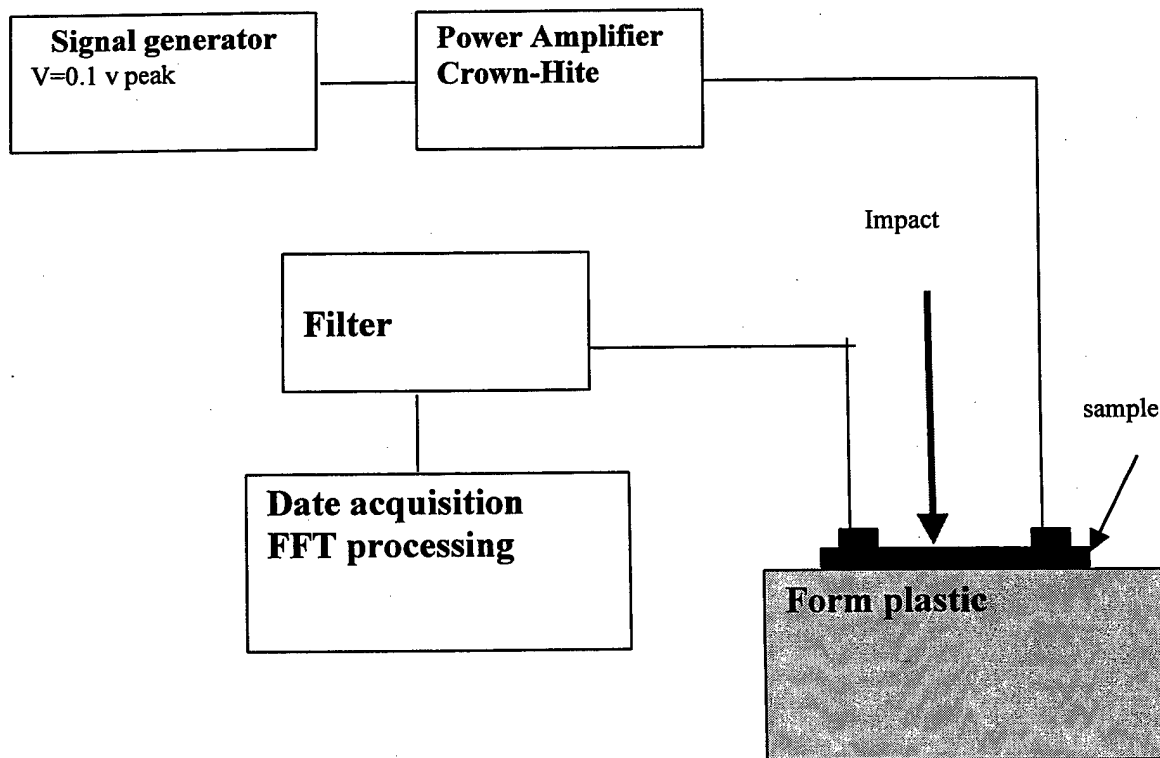 Signal generator
V=0.1 v peak
Power Amplifier
Crown-Hite
Impact
Filter
sample
Date acquisition
FFT processing
Form plastic